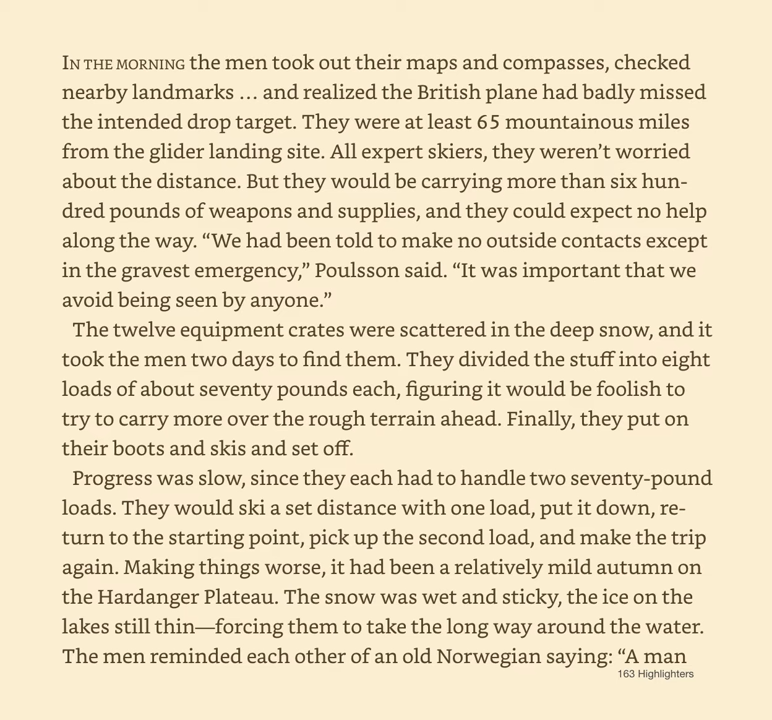 IN THE MORNING the men took out their maps and compasses, checked
nearby landmarks … and realized the British plane had badly missed
the intended drop target. They were at least 65 mountainous miles
from the glider landing site. All expert skiers, they weren’t worried
about the distance. But they would be carrying more than six hun-
dred pounds of weapons and supplies, and they could expect no help
along the way. “We had been told to make no outside contacts except
in the gravest emergency,” Poulsson said. “It was important that we
avoid being seen by anyone.”
The twelve equipment crates were scattered in the deep snow, and it
took the men two days to find them. They divided the stuff into eight
loads of about seventy pounds each, figuring it would be foolish to
try to carry more over the rough terrain ahead. Finally, they put on
their boots and skis and set off.
Progress was slow, since they each had to handle two seventy-pound
loads. They would ski a set distance with one load, put it down, re-
turn to the starting point, pick up the second load, and make the trip
again. Making things worse, it had been a relatively mild autumn on
the Hardanger Plateau. The snow was wet and sticky, the ice on the
lakes still thin—forcing them to take the long way around the water.
The men reminded each other of an old Norwegian saying: “A man
163 Highlighters